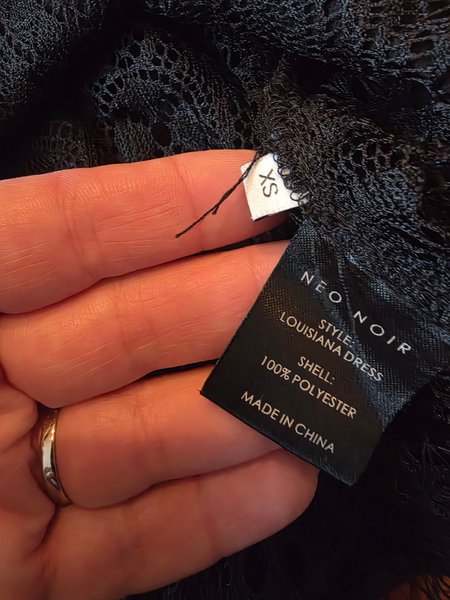 XS
NEO NOIR
STYLE:
LOUISIANA DRESS
SHELL:
100% POLYESTER
MADE IN CHINA